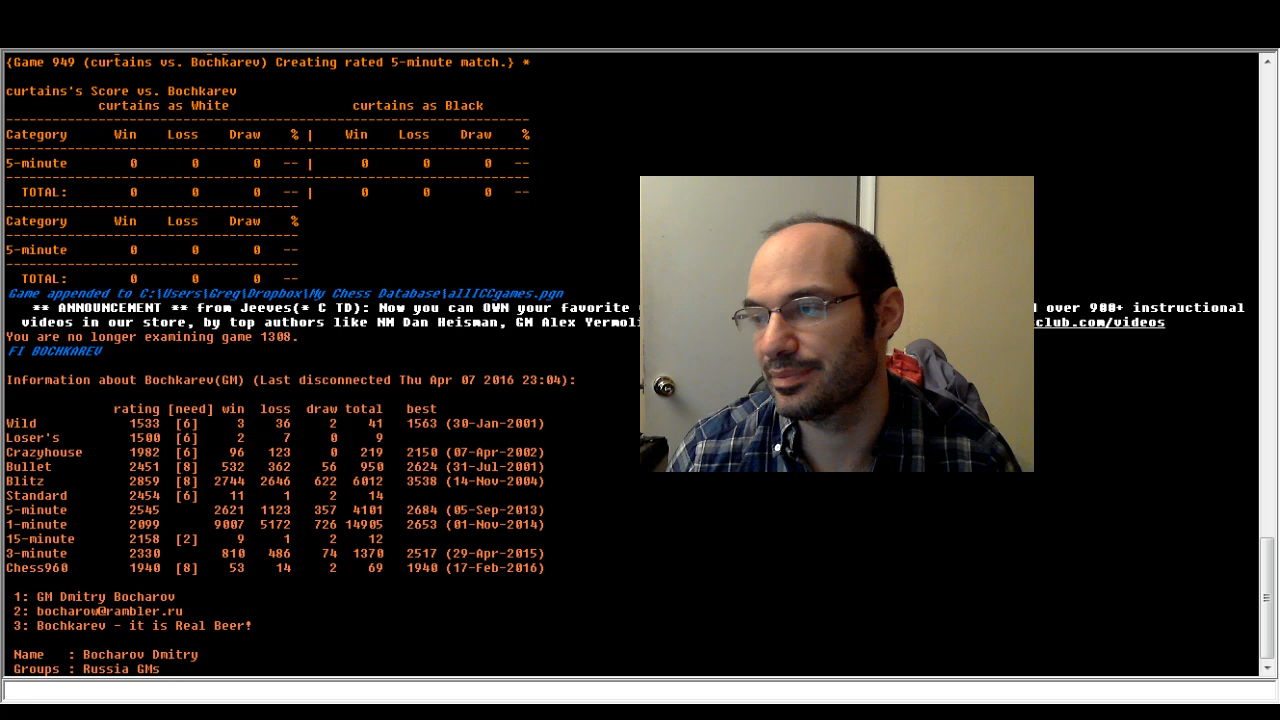 {Game 949 (curtains vs. Bochkarev) Creating rated 5-minute match.} *
curtains's Score vs. Bochkarev
curtains as White curtains as Black
Category Win Loss Draw % | Win Loss Draw %
5-minute 0 0 0 -- | 0 0 0 --
TOTAL: 0 0 0 -- | 0 0 0 --
Category Win Loss Draw %
5-minute 0 0 0 --
TOTAL: 0 0 0 --
Game appended to C:\Users\Greg\Dropbox\My Chess Database\allICCgames.pgn
** ANNOUNCEMENT ** from Jeeves(* C TD): Now you can OWN your favorite over 900+ instructional
videos in our store, by top authors like NM Dan Heisman, GM Alex Yermoli club.com/videos
You are no longer examining game 1308.
FI BOCHKAREV
Information about Bochkarev(GM) (Last disconnected Thu Apr 07 2016 23:04):
rating [need] win loss draw total best
Wild 1533 [6] 3 36 2 41 1563 (30-Jan-2001)
Loser's 1500 [6] 2 7 0 9
Crazyhouse 1982 [6] 96 123 0 219 2150 (07-Apr-2002)
Bullet 2451 [8] 532 362 56 950 2624 (31-Jul-2001)
Blitz 2859 [8] 2744 2646 622 6012 3538 (14-Nov-2004)
Standard 2454 [6] 11 1 2 14
5-minute 2545 2621 1123 357 4101 2684 (05-Sep-2013)
1-minute 2099 9007 5172 726 14905 2653 (01-Nov-2014)
15-minute 2158 [2] 9 1 2 12
3-minute 2330 810 486 74 1370 2517 (29-Apr-2015)
Chess960 1940 [8] 53 14 2 69 1940 (17-Feb-2016)
1: GM Dmitry Bocharov
2: bocharow@rambler.ru
3: Bochkarev - it is Real Beer!
Name : Bocharov Dmitry
Groups : Russia GMs